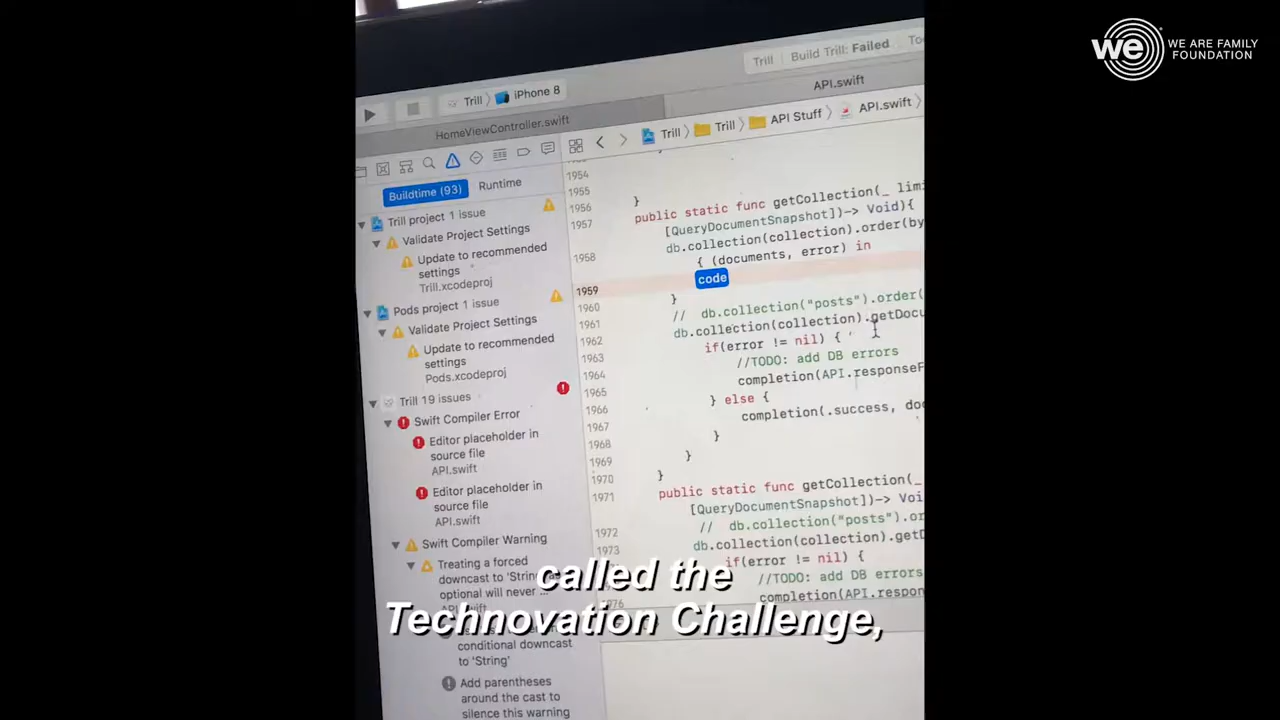 we
WE ARE FAMILY
FOUNDATION
Trill
Build Trill: Failed
Trill
iPhone 8
API.swift
HomeViewController.swift
Trill
Trill
API Stuff
API.swift
Buildtime (93)
Runtime
Trill project 1 issue
Validate Project Settings
Update to recommended
settings
Trill.xcodeproj
Pods project 1 issue
Validate Project Settings
Update to recommended
settings
Pods.xcodeproj
Trill 19 issues
Swift Compiler Error
Editor placeholder in
source file
API.swift
Editor placeholder in
source file
API.swift
Swift Compiler Warning
Treating a forced
downcast to 'String
optional will never ...
conditional downcast
to 'String'
Add parentheses
around the cast to
silence this warning
1954
1955
1956 }
1957 public static func getCollection(_
[QueryDocumentSnapshot])-> Void){
1958 db.collection(collection).order(by
{ (documents, error) in
1959 code
1960 }
1961 // db.collection("posts").order(
1962 db.collection(collection).getDocu
1963 if(error != nil) {
1964 //TODO: add DB errors
1965 completion(API.responseF
1966 } else {
1967 completion(.success,
1968 }
1969 }
1970 }
1971 public static func getCollection(_
[QueryDocumentSnapshot])-> Voi
1972 // db.collection("posts").or
1973 db.collection(collection).getD
if(error != nil) {
//TODO: add DB errors
completion(API.respon
called the
Technovation Challenge,